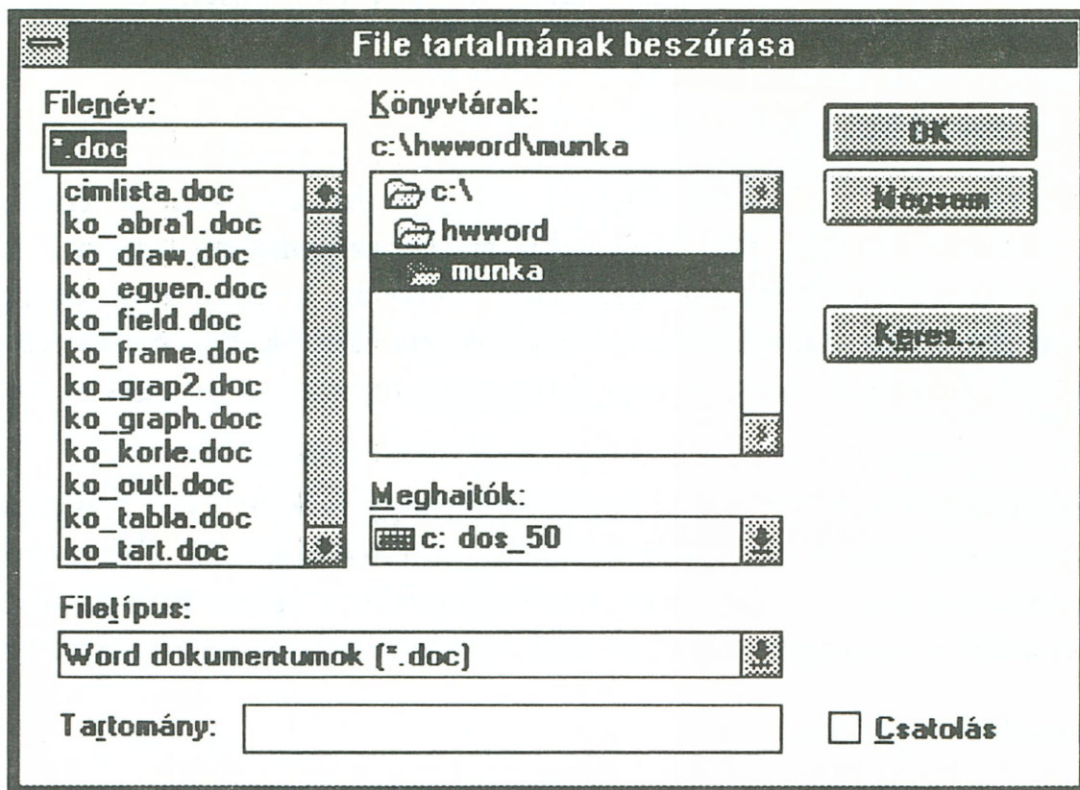 File tartalmának beszúrása
Filenév:
*.doc
cimlista.doc
ko_abra1.doc
ko_draw.doc
ko_egyen.doc
ko_field.doc
ko_frame.doc
ko_grap2.doc
ko_graph.doc
ko_korle.doc
ko_outl.doc
ko_tabla.doc
ko_tart.doc
Könyvtárak:
c:\hwword\munka
c:\
hwword
munka
Meghajtók:
c: dos_50
OK
Mégsem
Keres...
Filetípus:
Word dokumentumok (*.doc)
Tartomány:
Csatolás